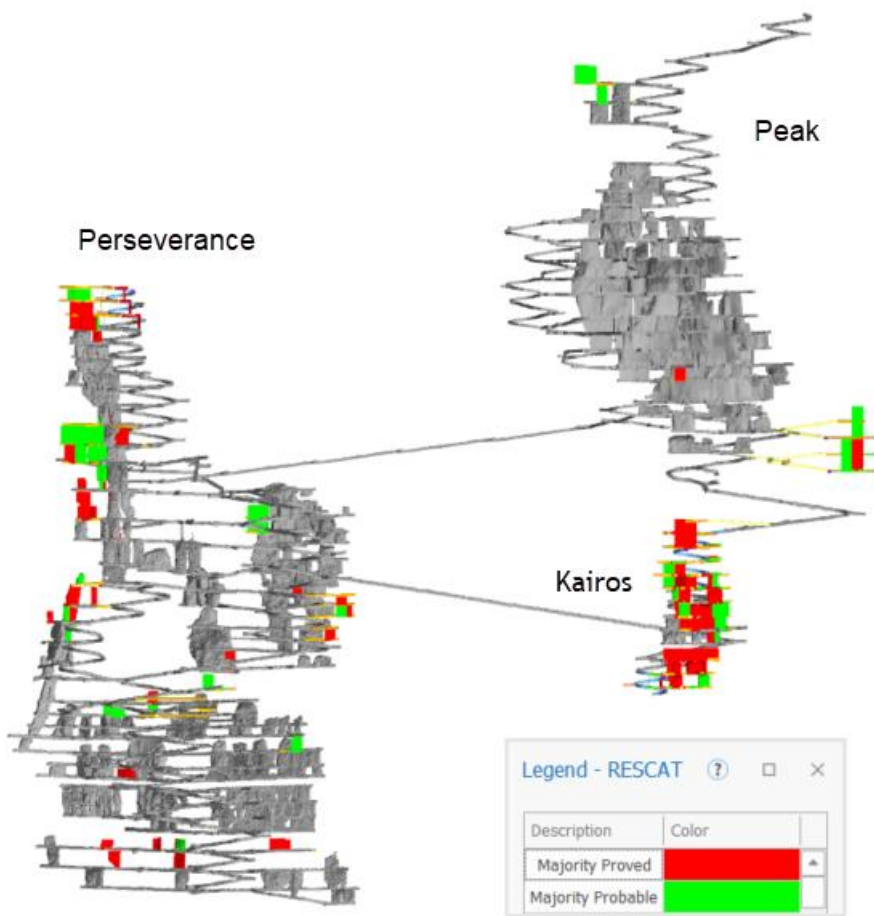 Peak
Perseverance
Kairos
Legend - RESCAT ?
Description Color
Majority Proved
Majority Probable